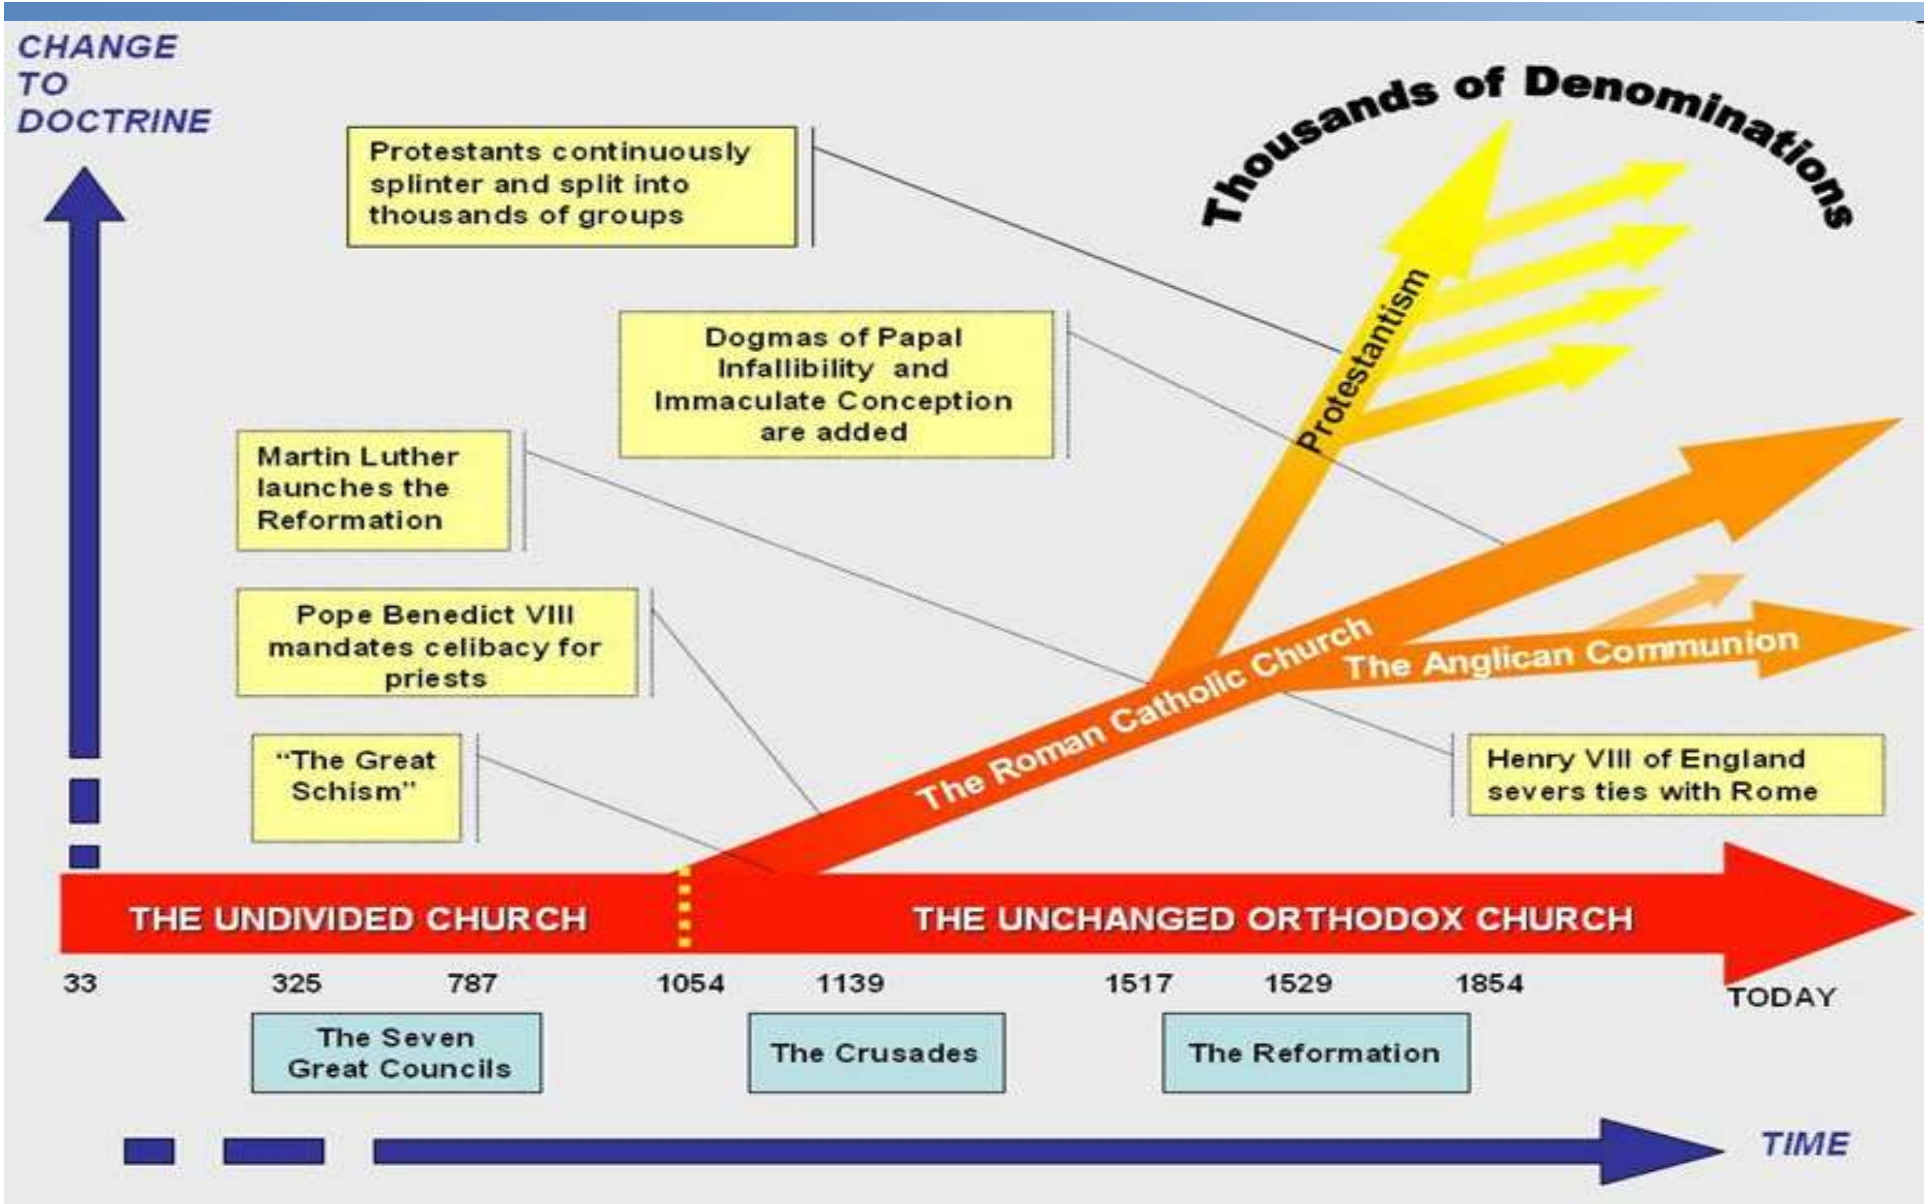 CHANGE
TO
DOCTRINE
Thousands of Denominations
Protestants continuously
splinter and split into
thousands of groups
Dogmas of Papal
Infallibility and
Immaculate Conception
are added
Protestantism
Martin Luther
launches the
Reformation
Pope Benedict VIII
mandates celibacy for
priests
The Roman Catholic Church
The Anglican Communion
"The Great
Schism"
Henry VIII of England
severs ties with Rome
THE UNDIVIDED CHURCH
THE UNCHANGED ORTHODOX CHURCH
33 325 787 1054 1139 1517 1529 1854 TODAY
The Seven
Great Councils
The Crusades
The Reformation
TIME